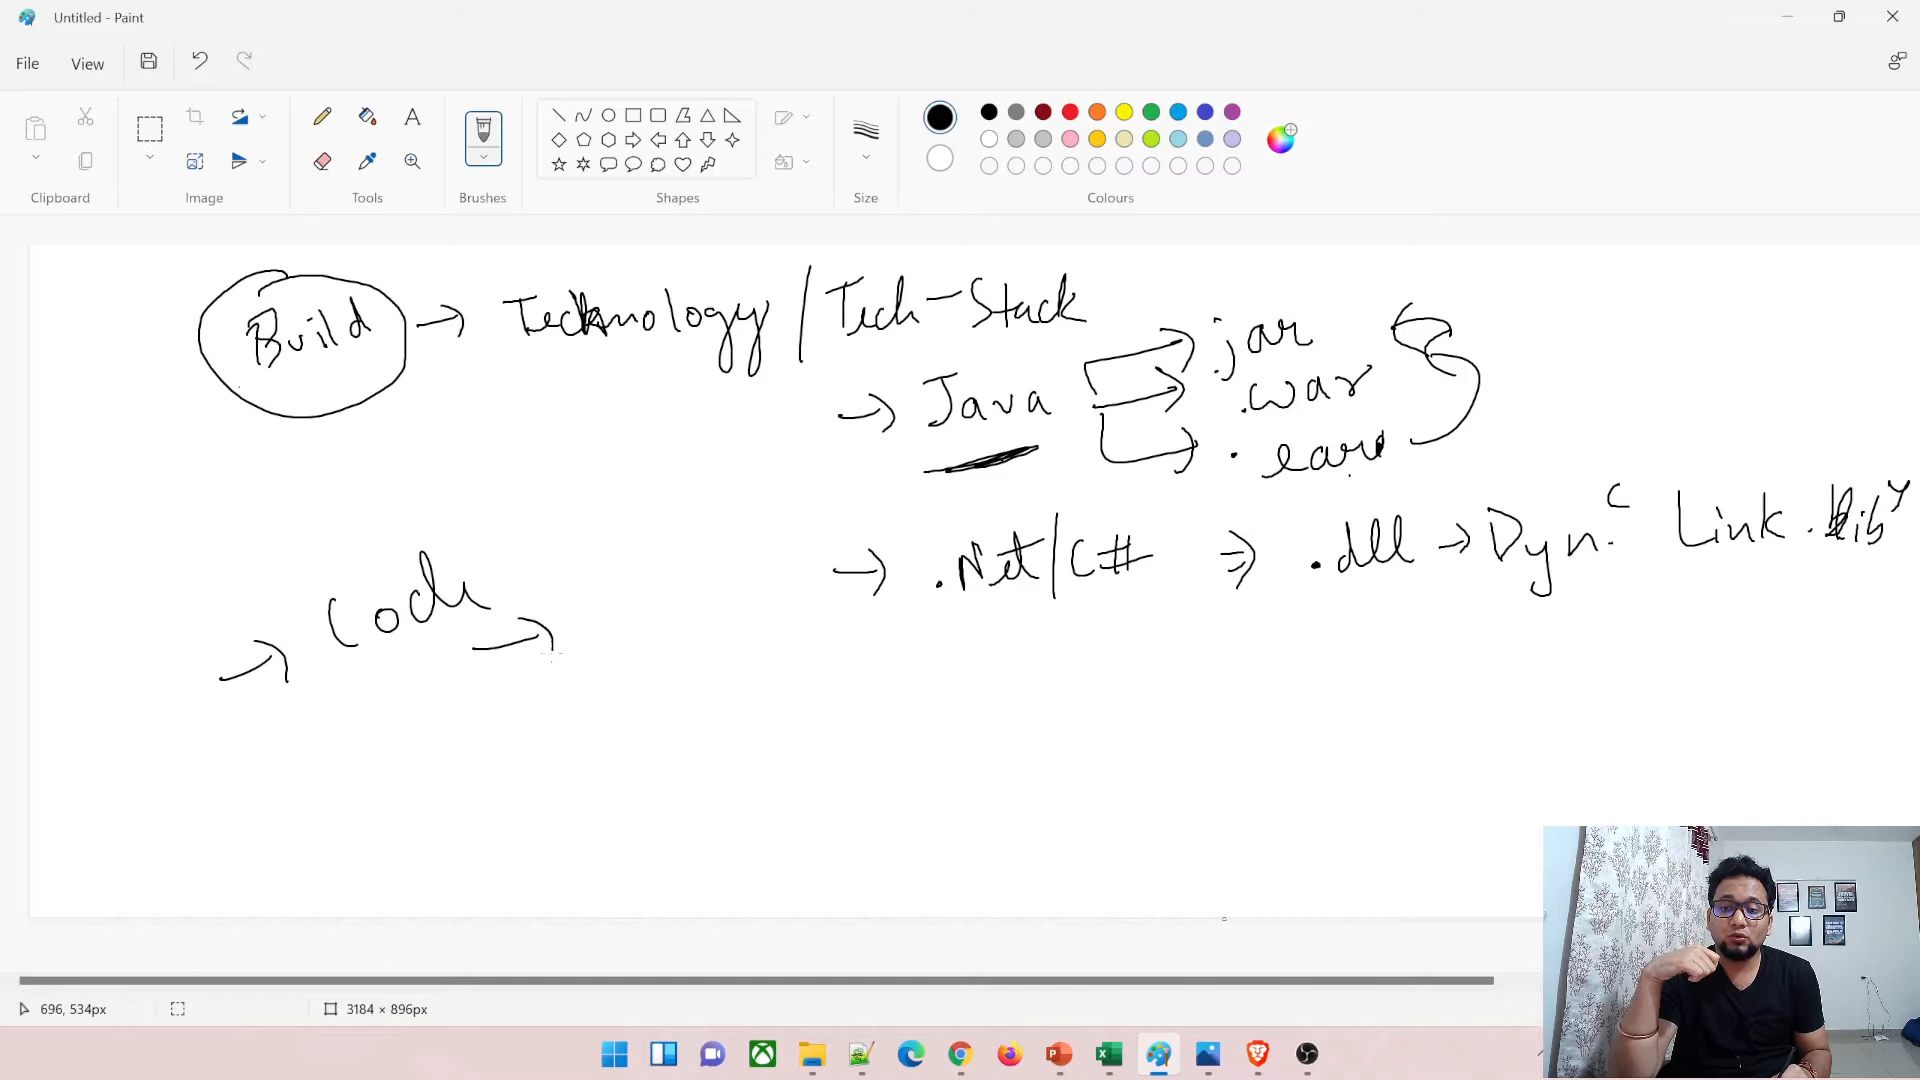 Untitled - Paint
File View
Clipboard Image Tools Brushes Shapes Size Colours
Build → Technology / Tech-Stack
→ Java → .jar
→ .war
→ .ear
→ .Net/C# ⇒ .dll → Dyn.c Link.liby
→ Code →
696, 534px 3184 × 896px